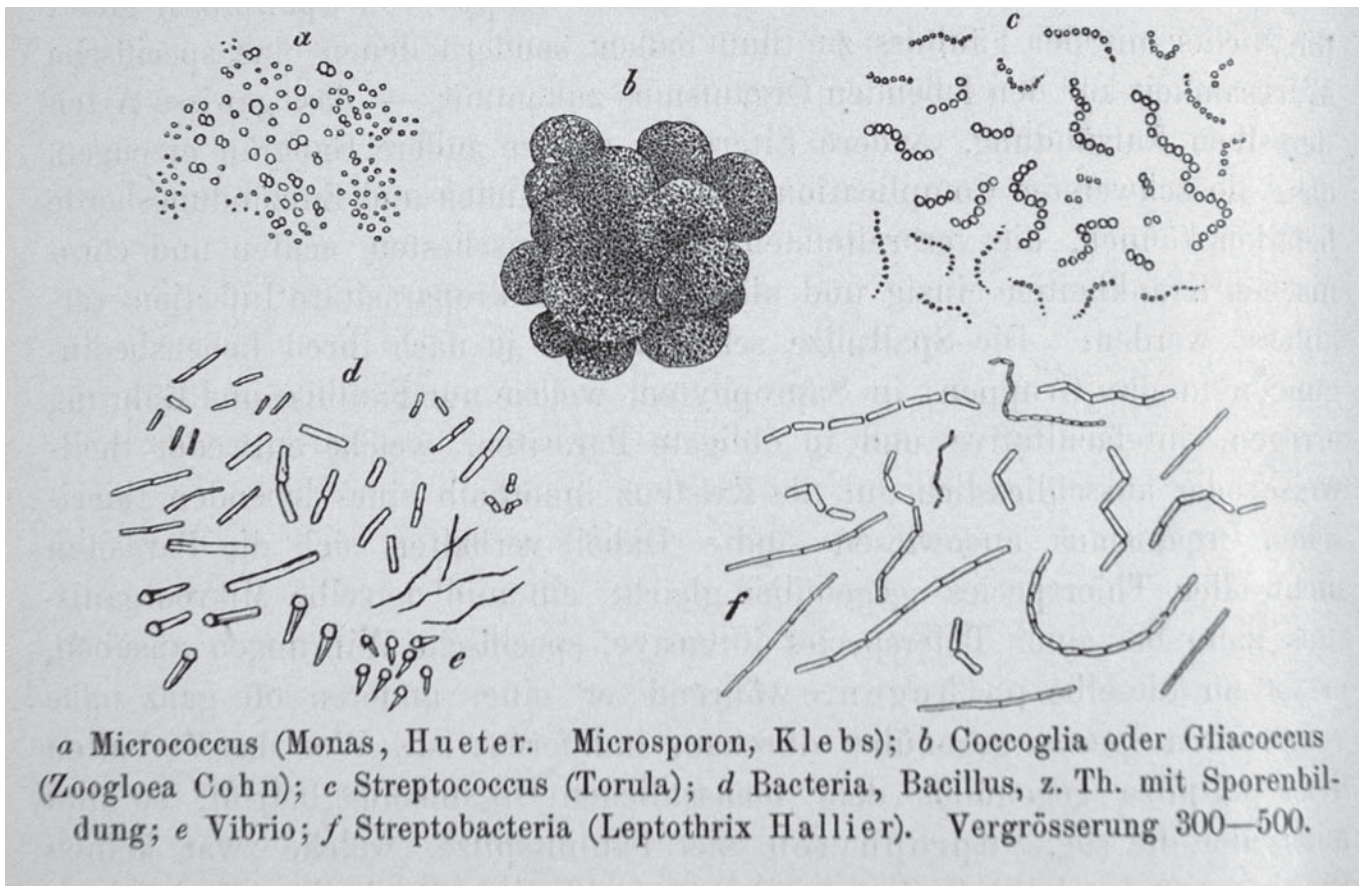 a
b
c
d
e
f
a Micrococcus (Monas, Hueter. Microsporon, Klebs); b Coccoglia oder Gliacoccus
(Zoogloea Cohn); c Streptococcus (Torula); d Bacteria, Bacillus, z. Th. mit Sporenbil-
dung; e Vibrio; f Streptobacteria (Leptothrix Hallier). Vergrösserung 300—500.